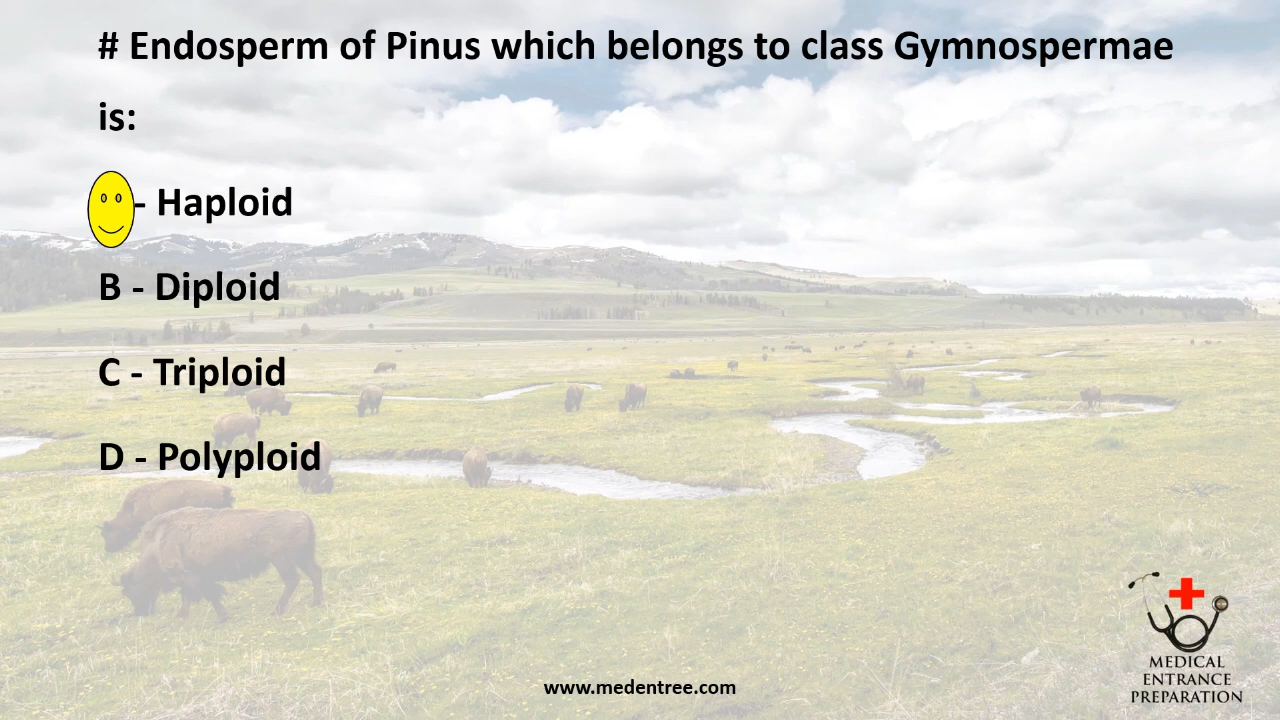 # Endosperm of Pinus which belongs to class Gymnospermae
is:
- Haploid
B - Diploid
C - Triploid
D - Polyploid
www.medentree.com
MEDICAL
ENTRANCE
PREPARATION